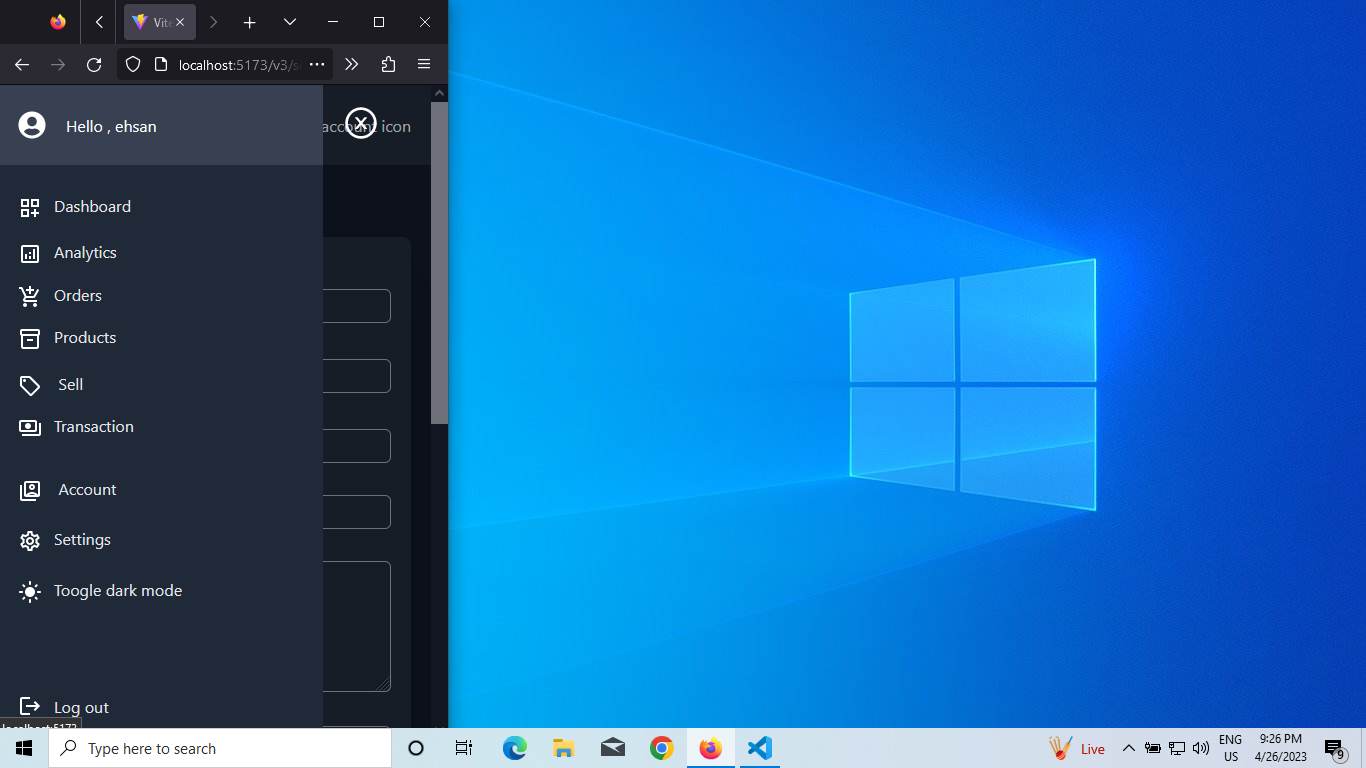 Vite
localhost:5173/v3/s
Hello , ehsan
account icon
Dashboard
Analytics
Orders
Products
Sell
Transaction
Account
Settings
Toogle dark mode
Log out
localhost:5173
Type here to search
Live
ENG
US
9:26 PM
4/26/2023
9